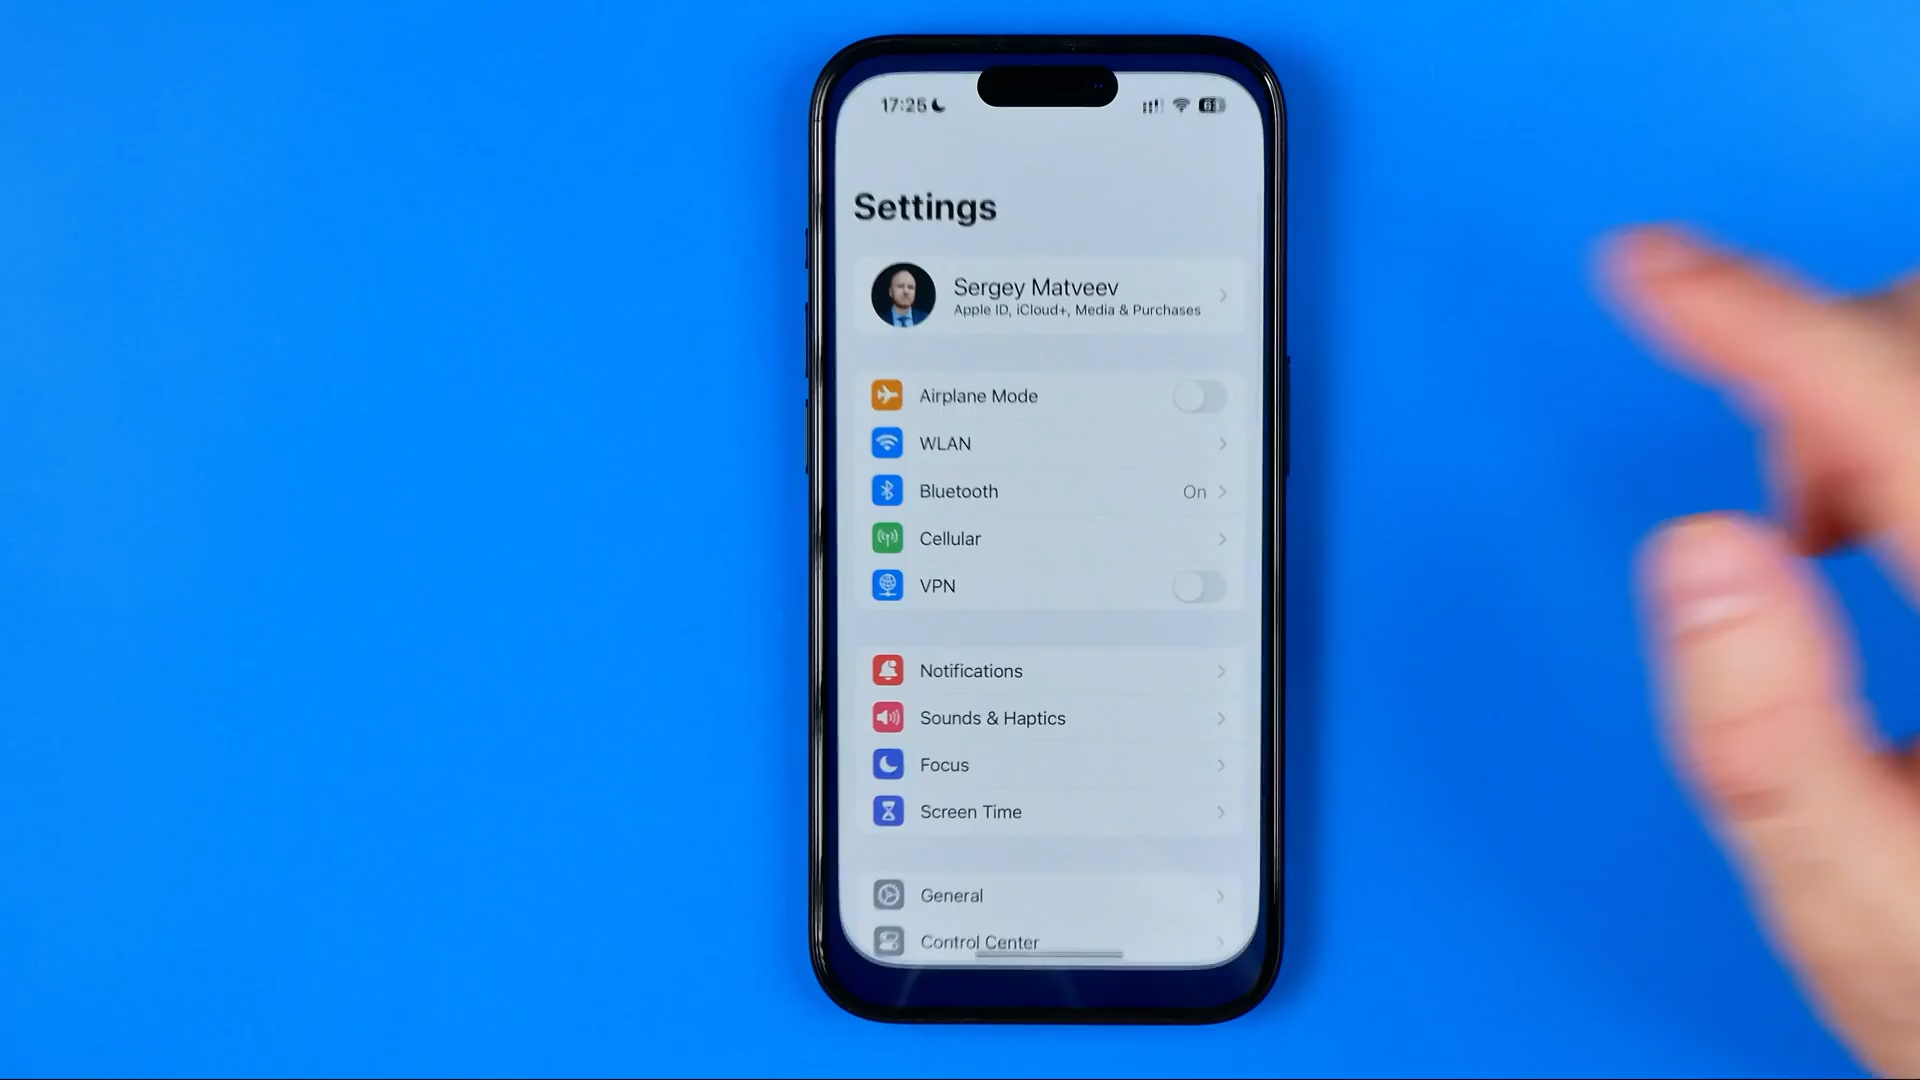 17:25
Settings
Sergey Matveev
Apple ID, iCloud+, Media & Purchases
Airplane Mode
WLAN
Bluetooth On
Cellular
VPN
Notifications
Sounds & Haptics
Focus
Screen Time
General
Control Center